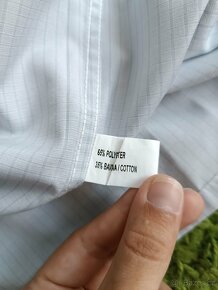 65% POLYESTER
35% BAVLNA / COTTON